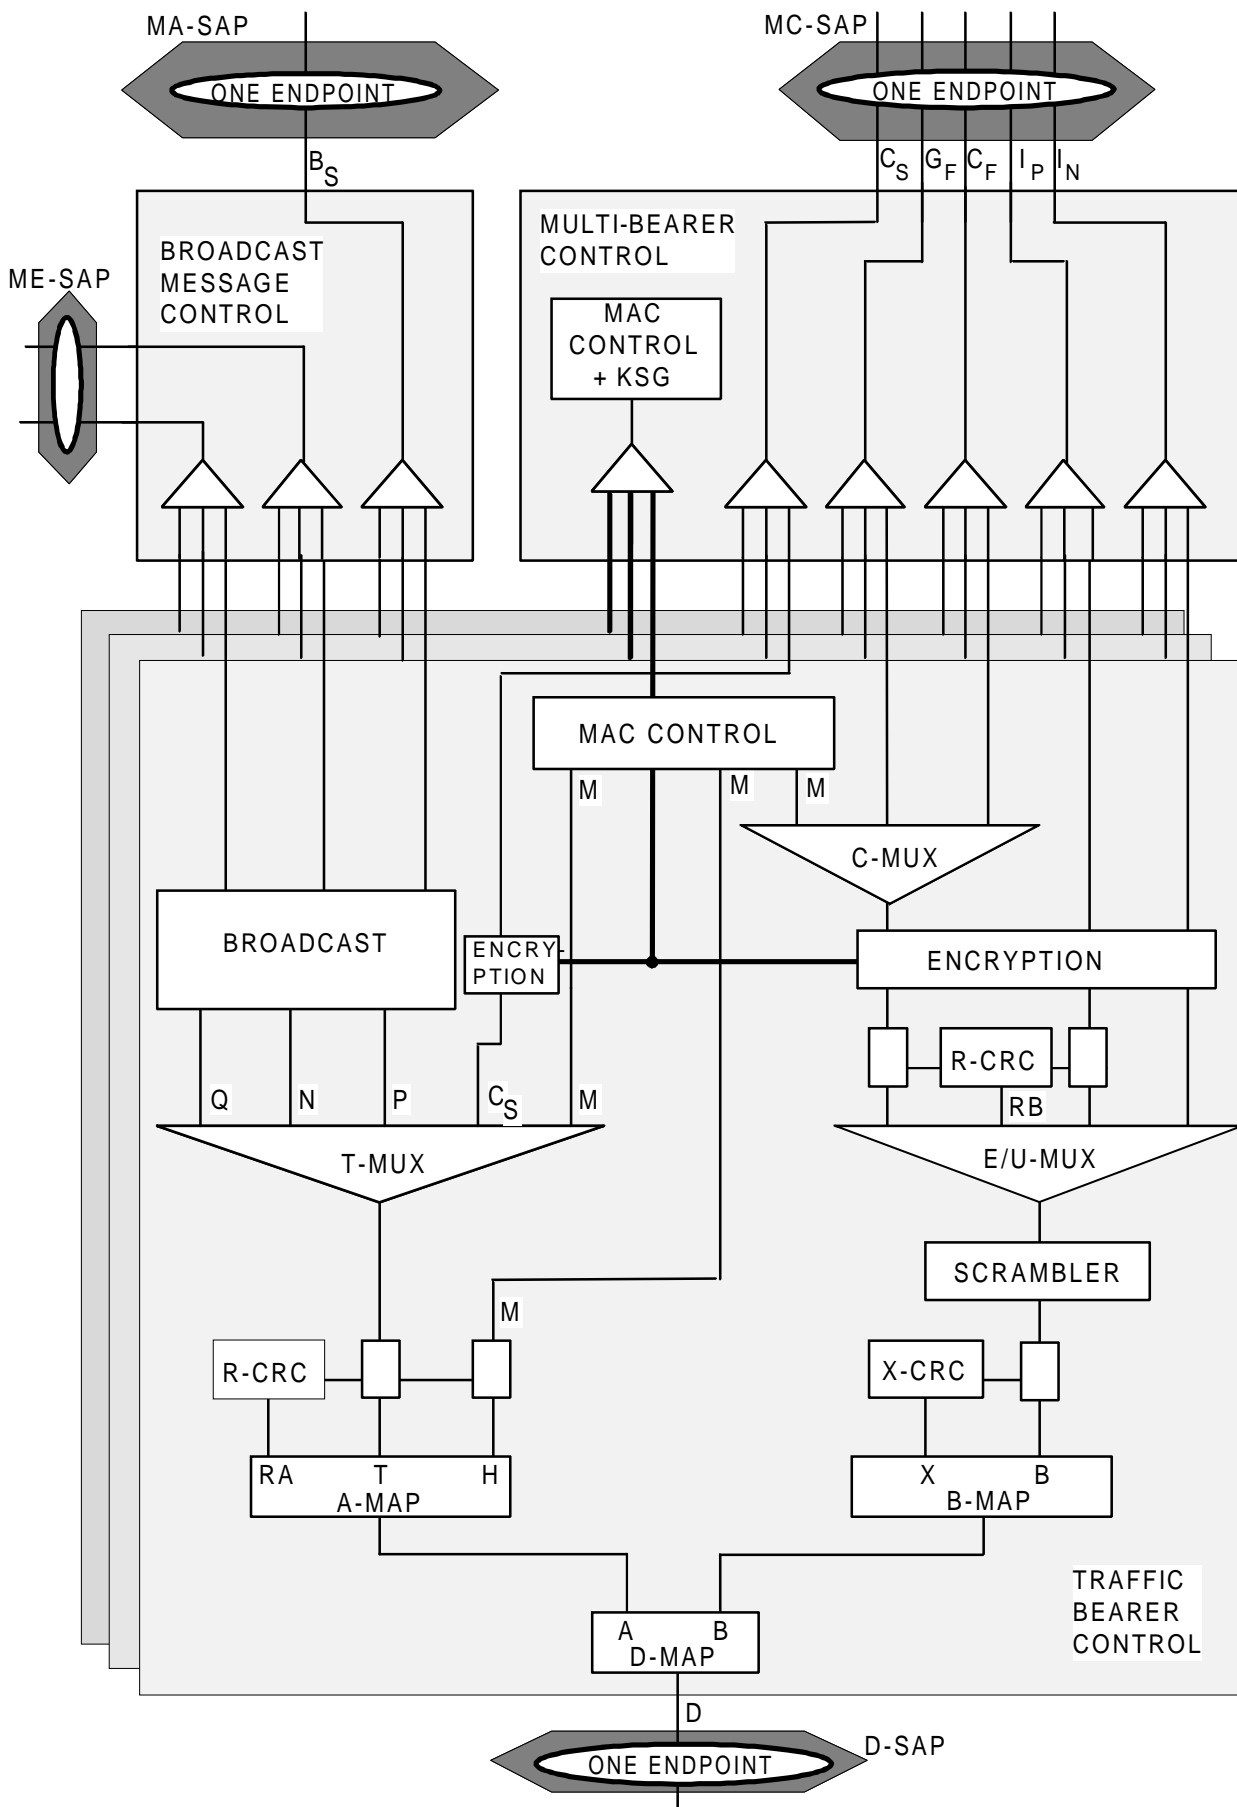 MA-SAP
MC-SAP
ONE ENDPOINT
ONE ENDPOINT
BS
CS
GF
CF
IP
IN
MULTI-BEARER
CONTROL
BROADCAST
MESSAGE
CONTROL
ME-SAP
MAC
CONTROL
+ KSG
MAC CONTROL
M
M
M
C-MUX
BROADCAST
ENCRY-
PTION
ENCRYPTION
R-CRC
Q
N
P
CS
M
RB
T-MUX
E/U-MUX
SCRAMBLER
M
R-CRC
X-CRC
RA
T
H
A-MAP
X
B
B-MAP
TRAFFIC
BEARER
CONTROL
A
B
D-MAP
D
D-SAP
ONE ENDPOINT